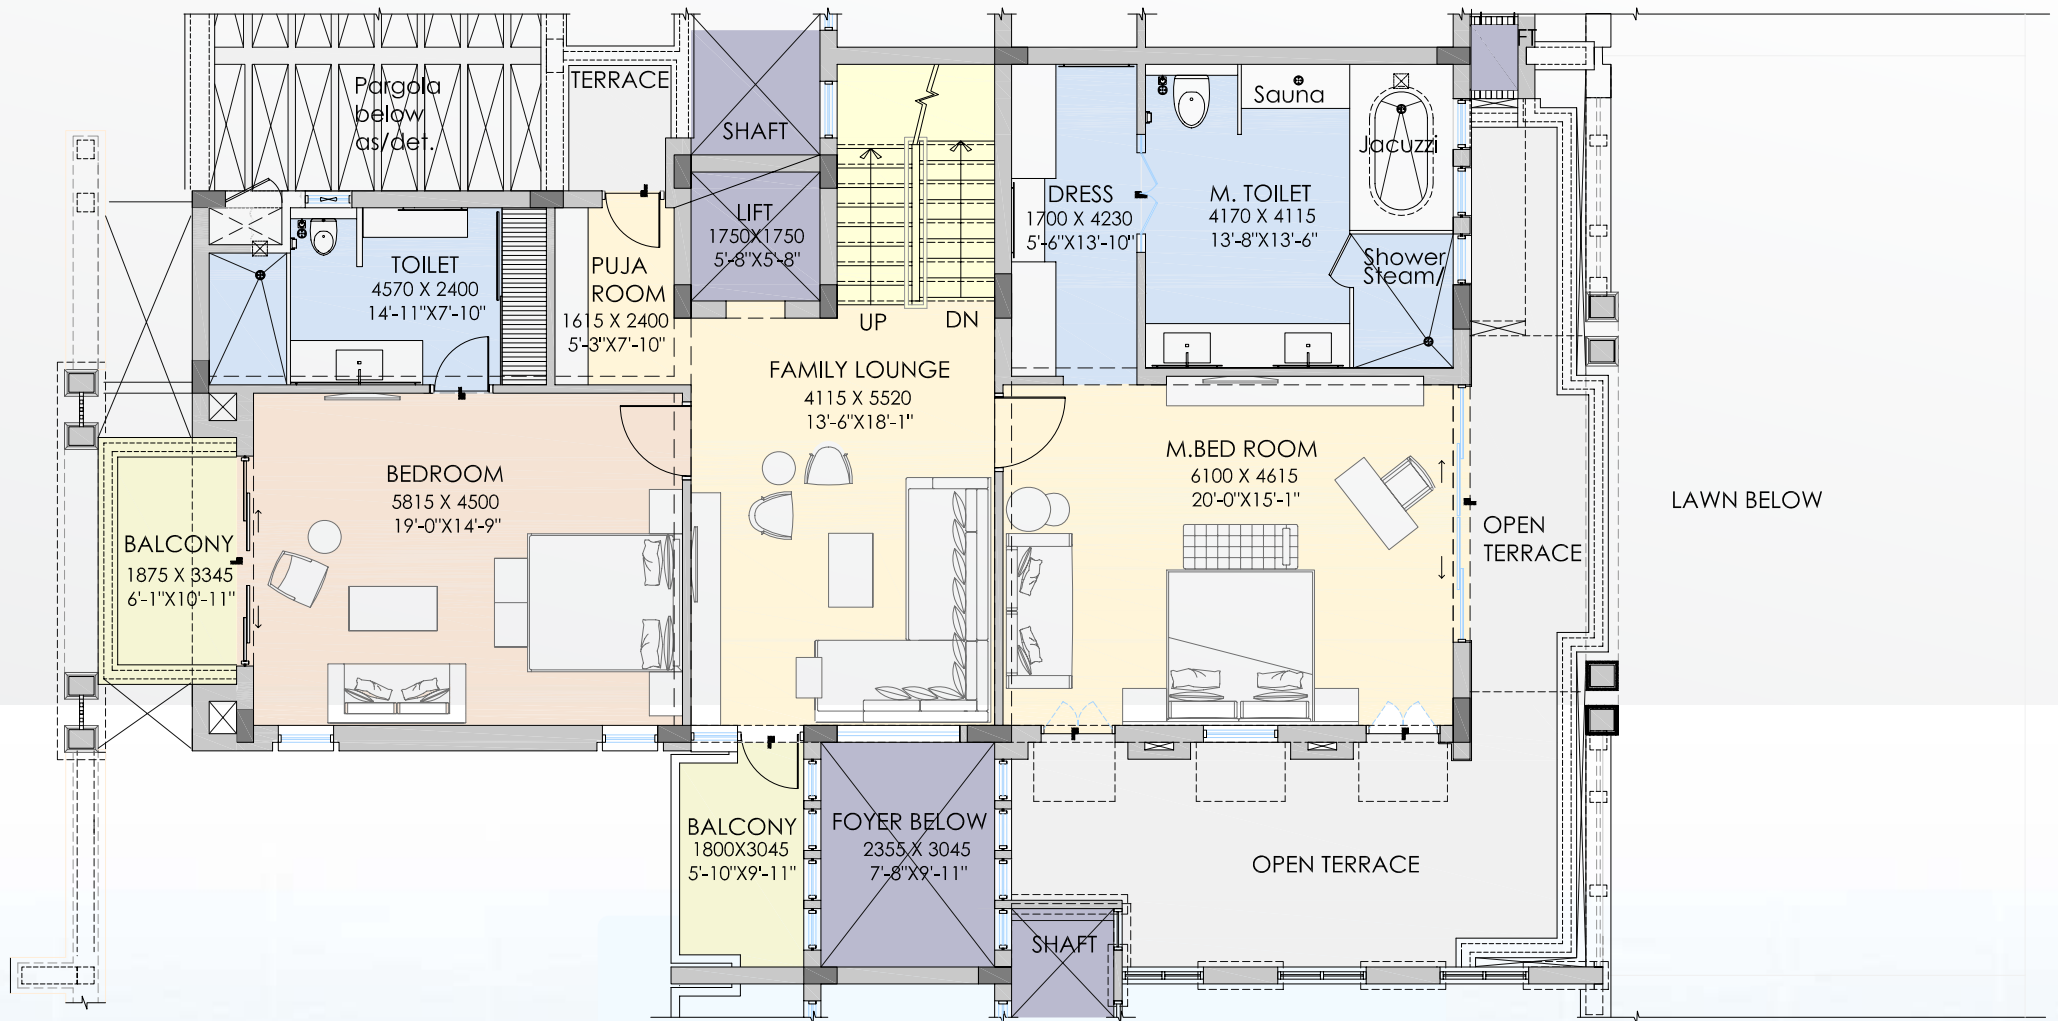 Pargola
below
as/det.
TERRACE
SHAFT
FT
Sauna
Jacuzzi
LIFT
1750X1750
5'-8"X5'-8"
DRESS
1700 X 4230
5'-6"X13'-10"
M. TOILET
4170 X 4115
13'-8"X13'-6"
Shower
Steam/
TOILET
4570 X 2400
14'-11"X7'-10"
PUJA
ROOM
1615 X 2400
5'-3"X7'-10"
UP
DN
FAMILY LOUNGE
4115 X 5520
13'-6"X18'-1"
BEDROOM
5815 X 4500
19'-0"X14'-9"
M.BED ROOM
6100 X 4615
20'-0"X15'-1"
BALCONY
1875 X 3345
6'-1"X10'-11"
OPEN
TERRACE
LAWN BELOW
BALCONY
1800X3045
5'-10"X9'-11"
FOYER BELOW
2355 X 3045
7'-8"X9'-11"
OPEN TERRACE
SHAFT